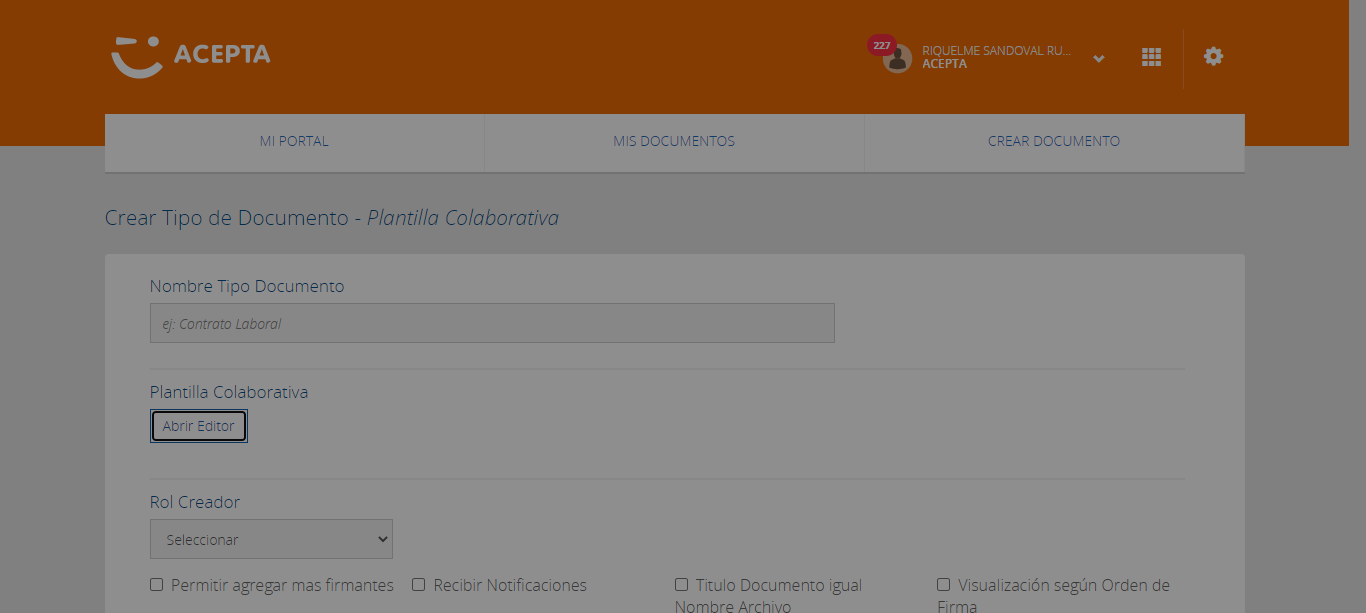 ACEPTA
227
RIQUELME SANDOVAL RU...
ACEPTA
MI PORTAL
MIS DOCUMENTOS
CREAR DOCUMENTO
Crear Tipo de Documento - Plantilla Colaborativa
Nombre Tipo Documento
ej: Contrato Laboral
Plantilla Colaborativa
Abrir Editor
Rol Creador
Seleccionar
Permitir agregar mas firmantes
Recibir Notificaciones
Titulo Documento igual
Nombre Archivo
Visualización según Orden de
Firma